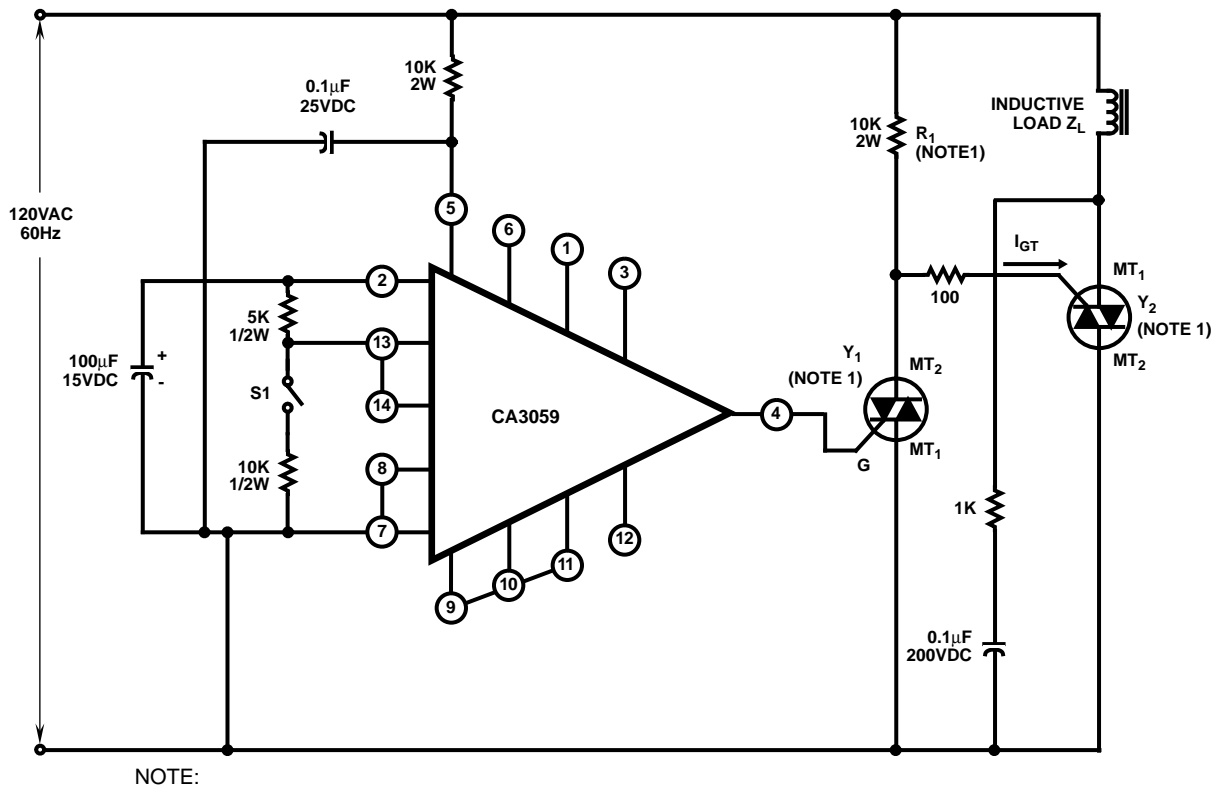 120VAC
60Hz
0.1μF
25VDC
10K
2W
5
6
1
3
2
5K
1/2W
13
100μF
15VDC
+
-
S1
14
CA3059
10K
1/2W
8
7
9
10
11
12
4
G
Y1
(NOTE 1)
MT2
MT1
10K
2W
R1
(NOTE1)
100
IGT
INDUCTIVE
LOAD ZL
MT1
Y2
(NOTE 1)
MT2
1K
0.1μF
200VDC
NOTE: